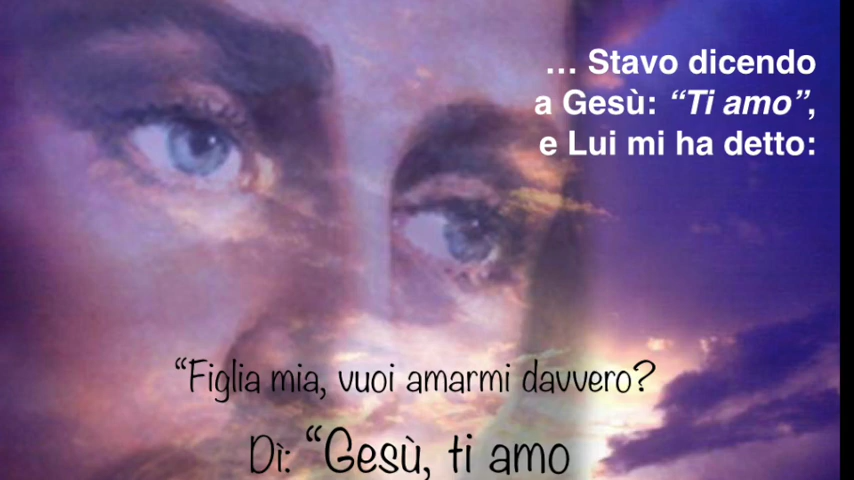 ... Stavo dicendo
a Gesù: “Ti amo”,
e Lui mi ha detto:
“Figlia mia, vuoi amarmi davvero?
Dì: “Gesù, ti amo